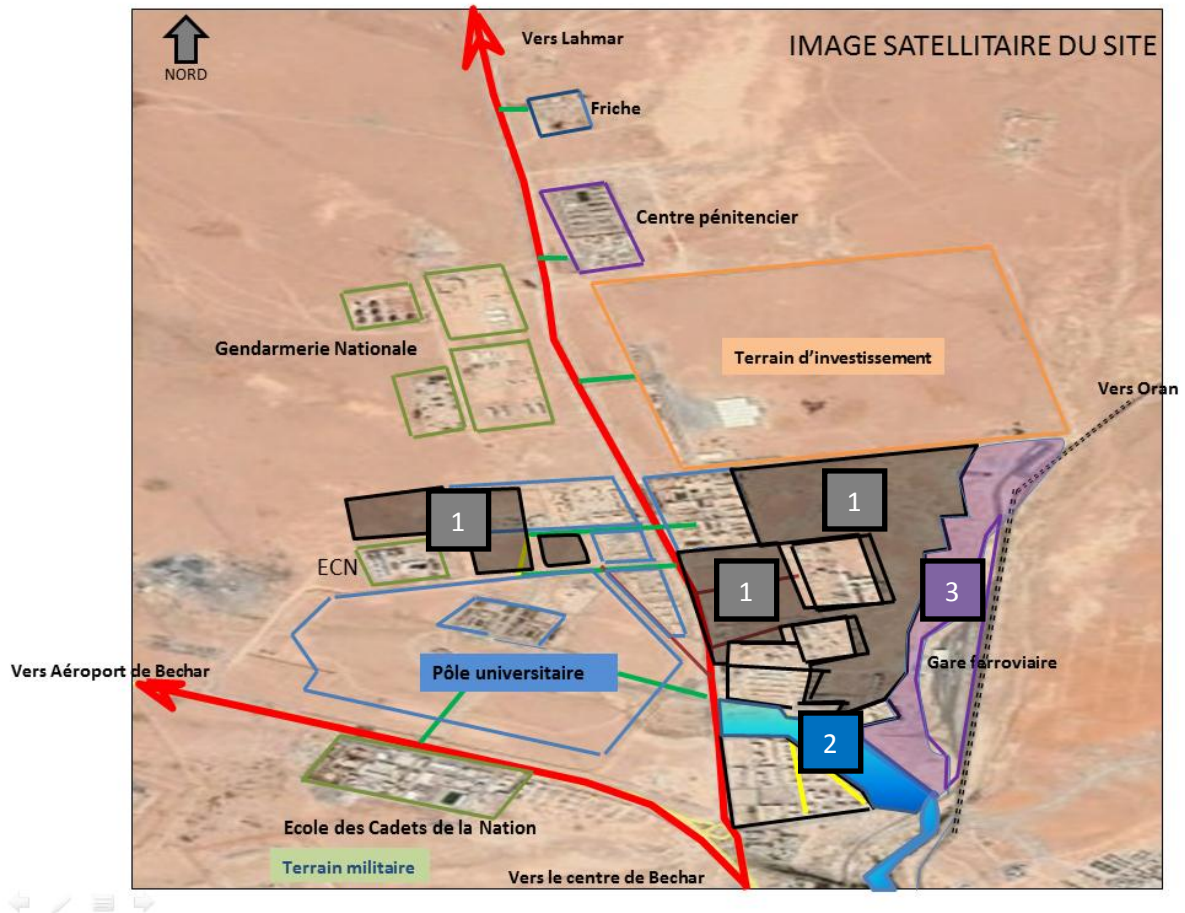 Vers Lahmar
IMAGE SATELLITAIRE DU SITE
NORD
Friche
Centre pénitencier
Gendarmerie Nationale
Terrain d’investissement
Vers Oran
1
1
ECN
1
3
Vers Aéroport de Bechar
Pôle universitaire
Gare ferroviaire
2
Ecole des Cadets de la Nation
Terrain militaire
Vers le centre de Bechar